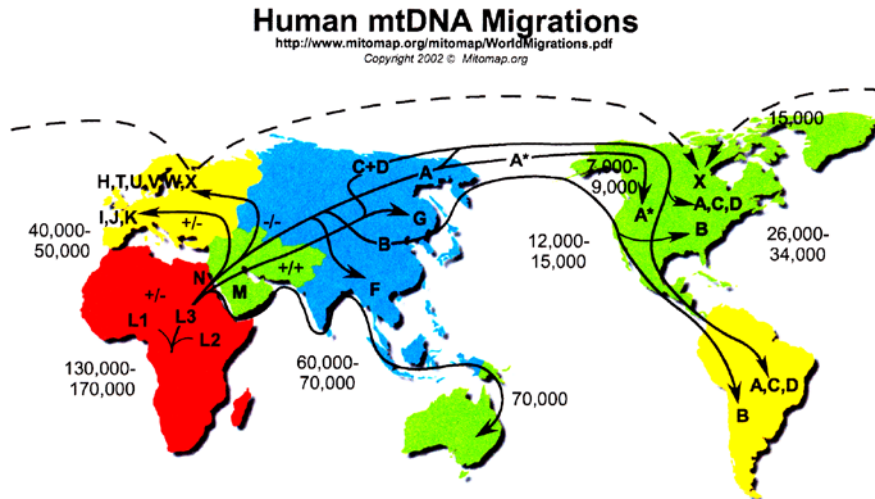 Human mtDNA Migrations
http://www.mitomap.org/mitomap/WorldMigrations.pdf
Copyright 2002 © Mitomap.org
15,000
H,T,U,V,W,X
C+D
A
A*
7,000-
9,000
X
I,J,K
+/-
-/-
G
A*
A,C,D
40,000-
50,000
B
B
12,000-
15,000
26,000-
34,000
N
+/+
M
F
+/-
L1
L3
L2
130,000-
170,000
60,000-
70,000
70,000
A,C,D
B